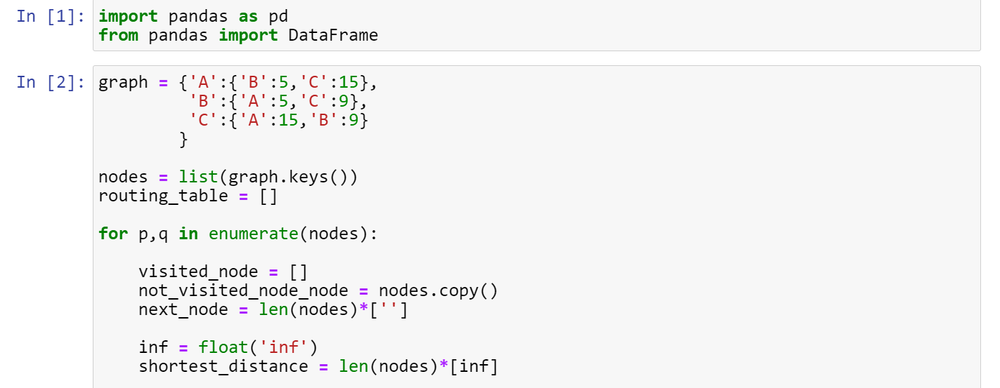 In [1]: import pandas as pd
from pandas import DataFrame
In [2]: graph = {'A':{'B':5,'C':15},
'B':{'A':5,'C':9},
'C':{'A':15,'B':9}
}
nodes = list(graph.keys())
routing_table = []
for p,q in enumerate(nodes):
visited_node = []
not_visited_node_node = nodes.copy()
next_node = len(nodes)*['']
inf = float('inf')
shortest_distance = len(nodes)*[inf]